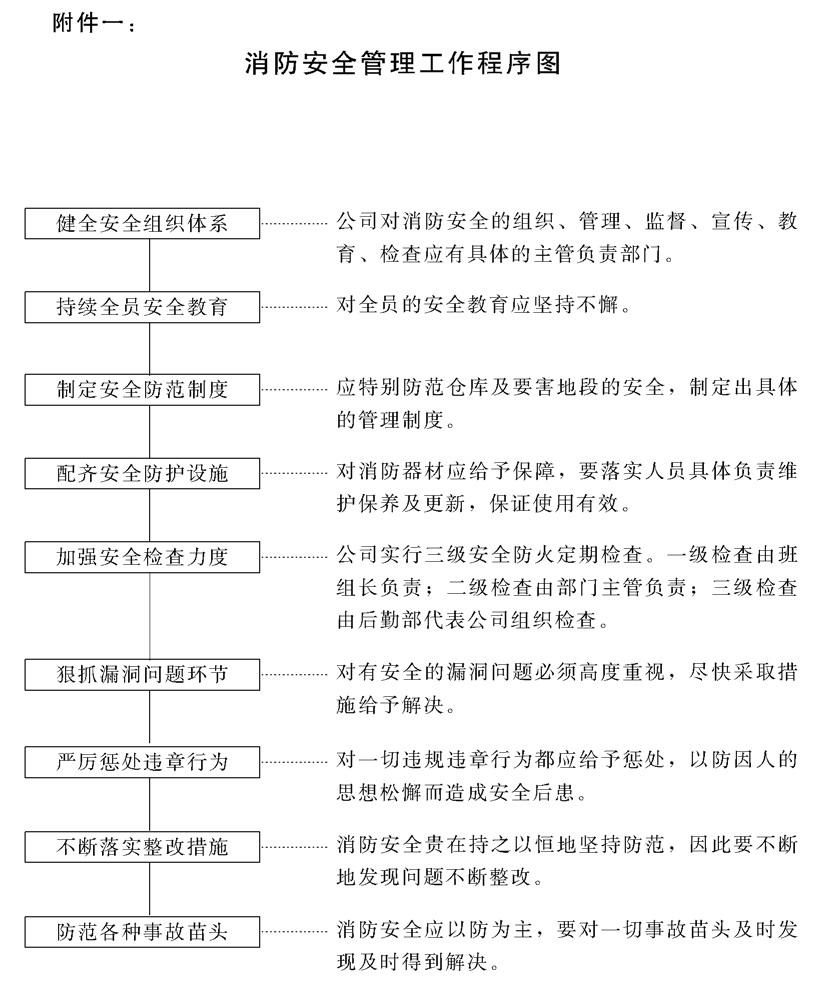 附件一：
消防安全管理工作程序图
健全安全组织体系
公司对消防安全的组织、管理、监督、宣传、教
育、检查应有具体的主管负责部门。
持续全员安全教育
对全员的安全教育应坚持不懈。
制定安全防范制度
应特别防范仓库及要害地段的安全，制定出具体
的管理制度。
配齐安全防护设施
对消防器材应给予保障，要落实人员具体负责维
护保养及更新，保证使用有效。
加强安全检查力度
公司实行三级安全防火定期检查。一级检查由班
组长负责；二级检查由部门主管负责；三级检查
由后勤部代表公司组织检查。
狠抓漏洞问题环节
对有安全的漏洞问题必须高度重视，尽快采取措
施给予解决。
严厉惩处违章行为
对一切违规违章行为都应给予惩处，以防因人的
思想松懈而造成安全后患。
不断落实整改措施
消防安全贵在持之以恒地坚持防范，因此要不断
地发现问题不断整改。
防范各种事故苗头
消防安全应以防为主，要对一切事故苗头及时发
现及时得到解决。